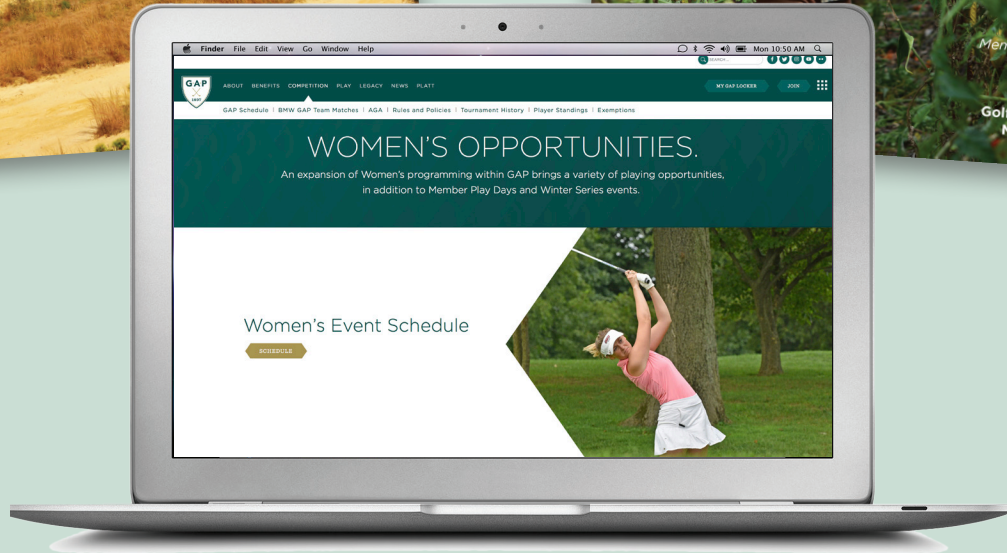 Finder File Edit View Go Window Help
Mon 10:50 AM
SEARCH...
GAP
ABOUT BENEFITS COMPETITION PLAY LEGACY NEWS PLATT
MY GAP LOCKER
JOIN
GAP Schedule | BMW GAP Team Matches | AGA | Rules and Policies | Tournament History | Player Standings | Exemptions
WOMEN'S OPPORTUNITIES.
An expansion of Women's programming within GAP brings a variety of playing opportunities,
in addition to Member Play Days and Winter Series events.
Women's Event Schedule
SCHEDULE